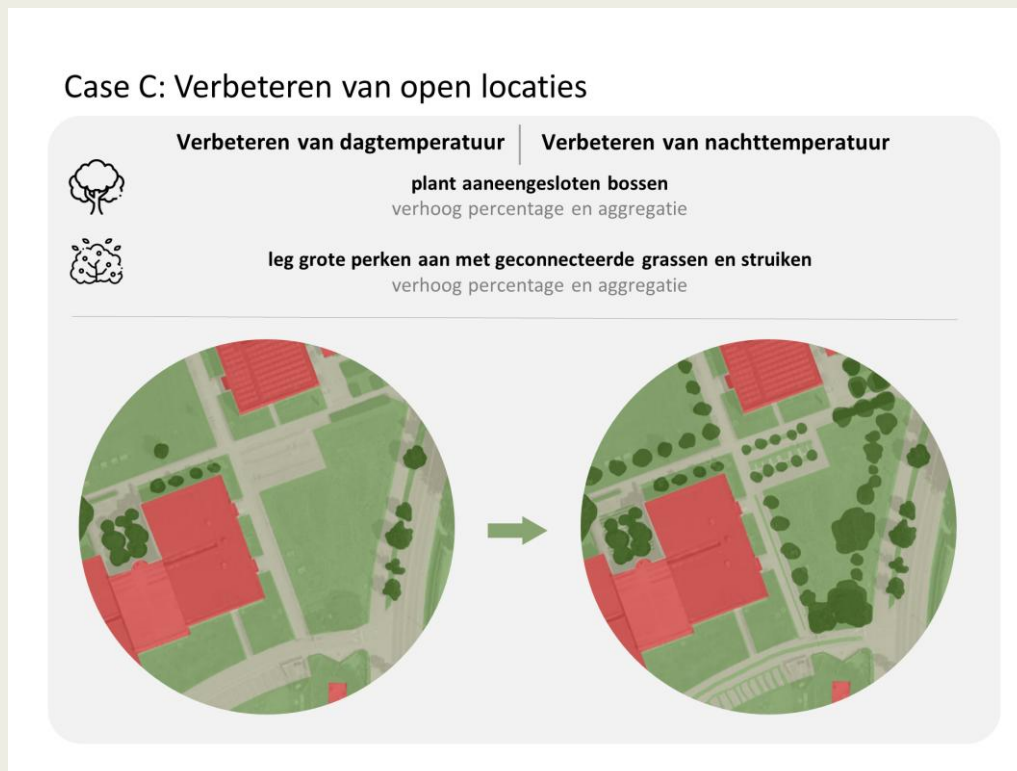 Case C: Verbeteren van open locaties
Verbeteren van dagtemperatuur
Verbeteren van nachttemperatuur
plant aaneengesloten bossen
verhoog percentage en aggregatie
leg grote perken aan met geconnecteerde grassen en struiken
verhoog percentage en aggregatie